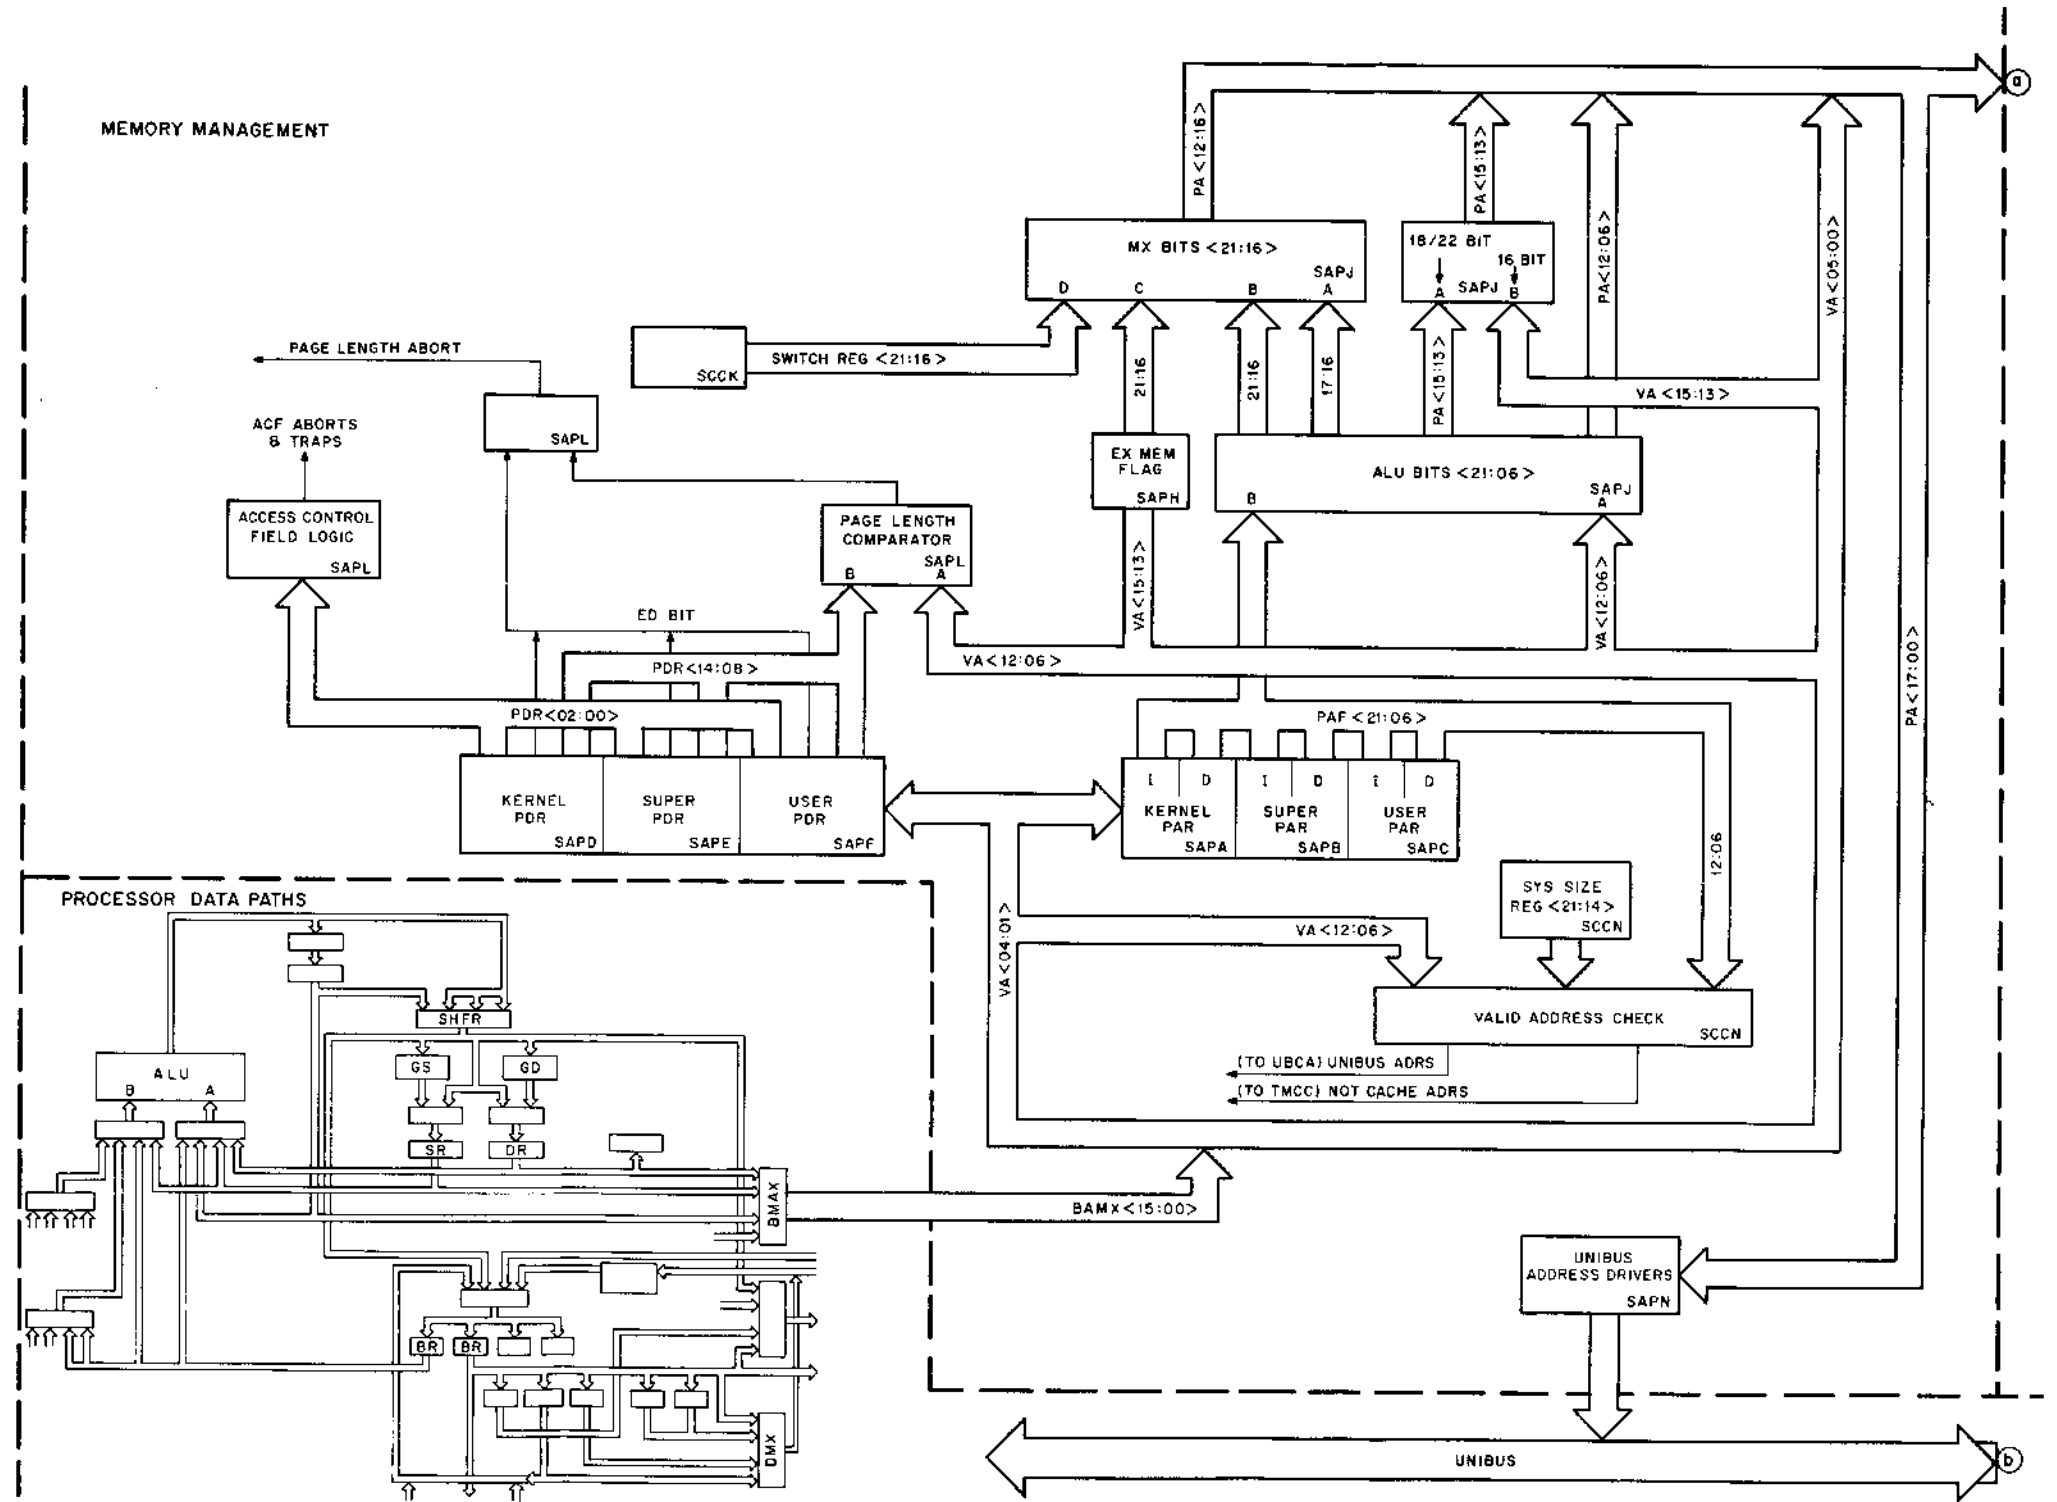 a
MEMORY MANAGEMENT
PA<12:16>
PA<15:13>
PA<12:06>
VA<05:00>
MX BITS <21:16>
SAPJ
D
C
B
A
18/22 BIT
16 BIT
A
SAPJ
B
PAGE LENGTH ABORT
SCCK
SWITCH REG <21:16>
21:16
21:16
17:16
PA<15:13>
VA <15:13>
SAPL
ACF ABORTS
& TRAPS
EX MEM
FLAG
SAPH
ALU BITS <21:06>
SAPJ
B
A
ACCESS CONTROL
FIELD LOGIC
SAPL
PAGE LENGTH
COMPARATOR
SAPL
B
A
VA<15:13>
VA<12:06>
ED BIT
PDR<14:08>
VA<12:06>
PA<17:00>
PDR<02:00>
PAF <21:06>
KERNEL
PDR
SAPD
SUPER
PDR
SAPE
USER
PDR
SAPF
I
D
I
D
I
D
KERNEL
PAR
SAPA
SUPER
PAR
SAPB
USER
PAR
SAPC
12:06
SYS SIZE
REG <21:14>
SCCN
PROCESSOR DATA PATHS
VA<04:01>
VA<12:06>
VALID ADDRESS CHECK
SCCN
(TO UBCA) UNIBUS ADRS
(TO TMCC) NOT CACHE ADRS
SHFR
GS
GD
ALU
B
A
SR
DR
BMAX
BAMX<15:00>
UNIBUS
ADDRESS DRIVERS
SAPN
BR
BR
DMX
UNIBUS
b